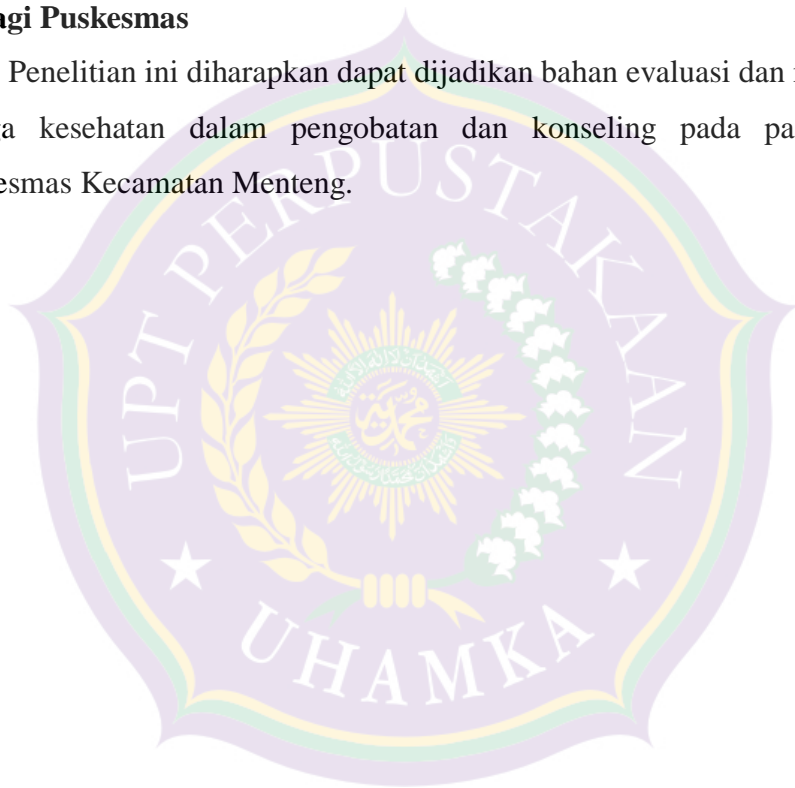 agi Puskesmas
Penelitian ini diharapkan dapat dijadikan bahan evaluasi dan
ga kesehatan dalam pengobatan dan konseling pada pa
esmas Kecamatan Menteng.
UPT PERPUSTAKAAN
UHAMKA